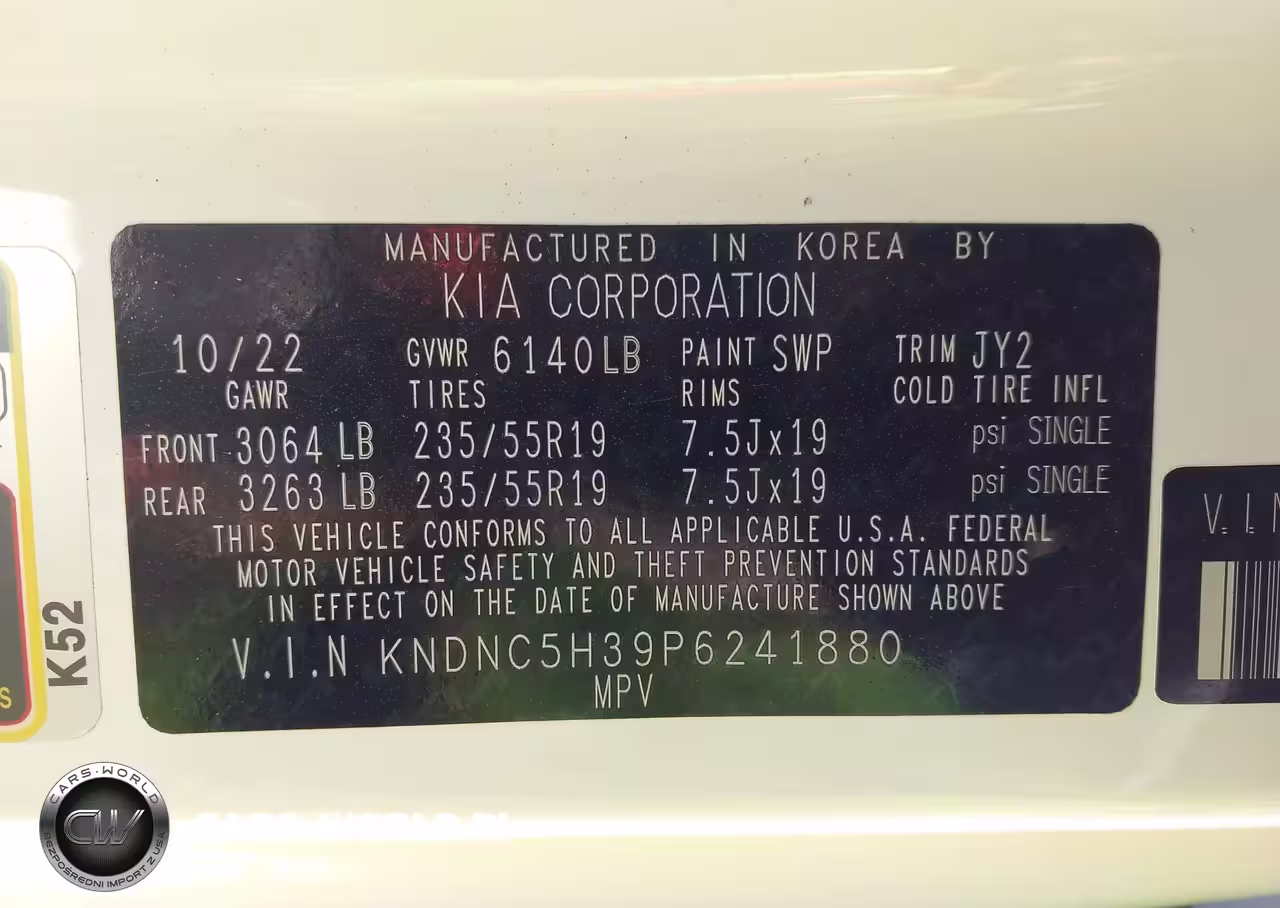 MANUFACTURED IN KOREA BY
KIA CORPORATION
10/22 GVWR 6140LB PAINT SWP TRIM JY2
GAWR TIRES RIMS COLD TIRE INFL
FRONT 3064 LB 235/55R19 7.5Jx19 psi SINGLE
REAR 3263 LB 235/55R19 7.5Jx19 psi SINGLE
THIS VEHICLE CONFORMS TO ALL APPLICABLE U.S.A. FEDERAL
MOTOR VEHICLE SAFETY AND THEFT PREVENTION STANDARDS
IN EFFECT ON THE DATE OF MANUFACTURE SHOWN ABOVE
V.I.N KNDNC5H39P6241880
MPV
K52
S
V.I.N
CARS-WORLD
CW
BEZPOŚREDNI IMPORT Z USA